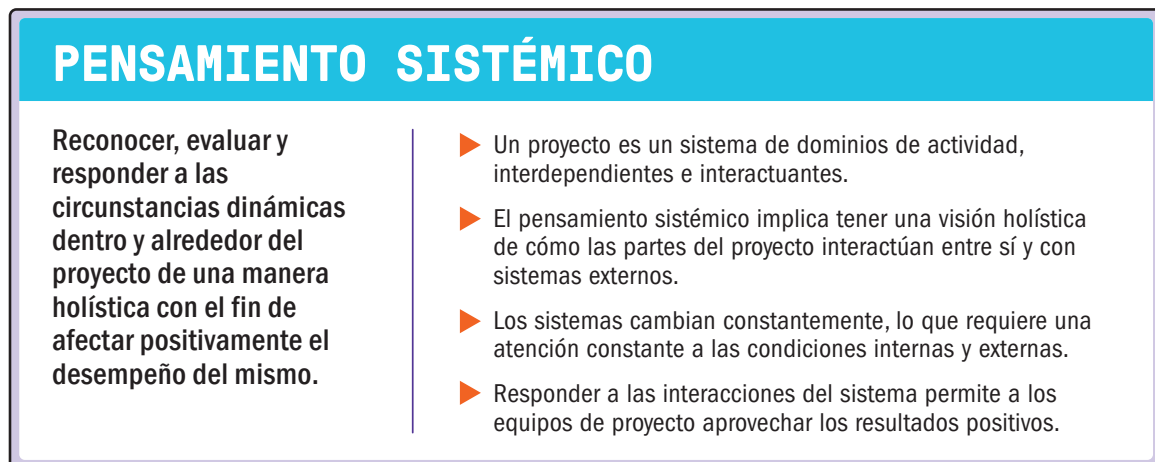 PENSAMIENTO SISTÉMICO
Reconocer, evaluar y
responder a las
circunstancias dinámicas
dentro y alrededor del
proyecto de una manera
holística con el fin de
afectar positivamente el
desempeño del mismo.
Un proyecto es un sistema de dominios de actividad,
interdependientes e interactuantes.
El pensamiento sistémico implica tener una visión holística
de cómo las partes del proyecto interactúan entre sí y con
sistemas externos.
Los sistemas cambian constantemente, lo que requiere una
atención constante a las condiciones internas y externas.
Responder a las interacciones del sistema permite a los
equipos de proyecto aprovechar los resultados positivos.